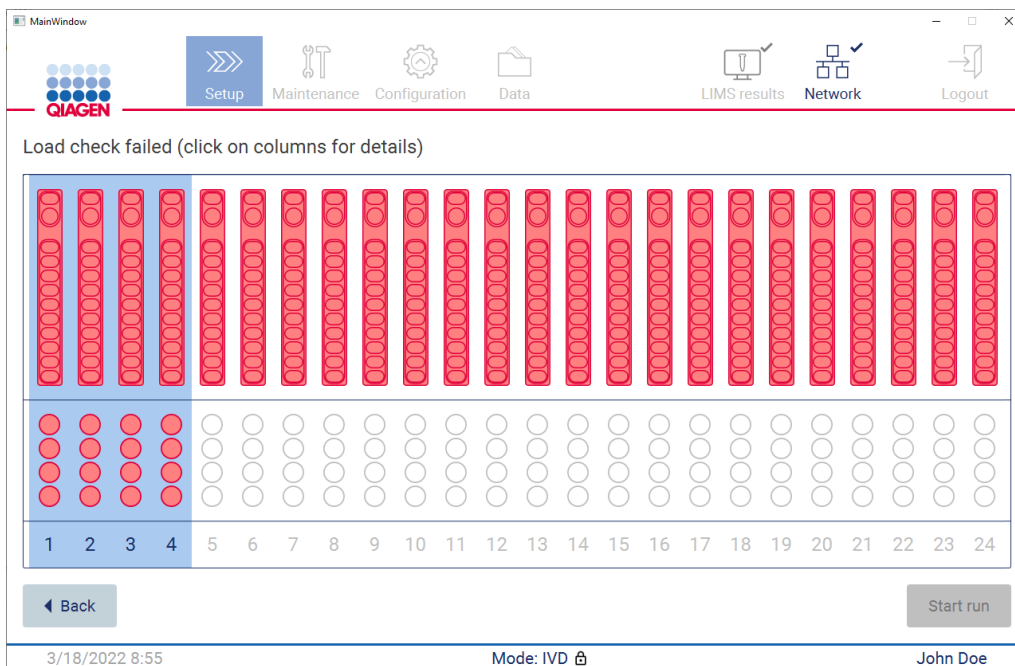 MainWindow
QIAGEN
Setup
Maintenance
Configuration
Data
LIMS results
Network
Logout
Load check failed (click on columns for details)
1 2 3 4 5 6 7 8 9 10 11 12 13 14 15 16 17 18 19 20 21 22 23 24
Back
Start run
3/18/2022 8:55
Mode: IVD
John Doe